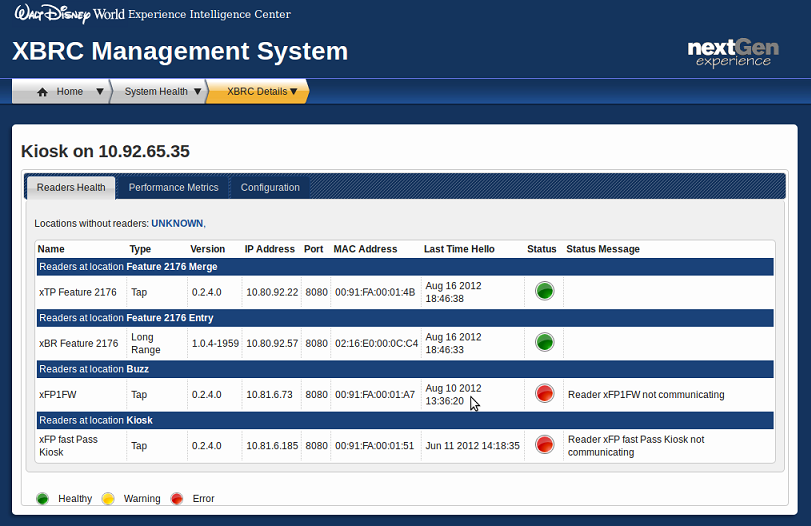 WALT DISNEY World Experience Intelligence Center
XBRC Management System
nextGen
experience
Home ▼ System Health ▼ XBRC Details ▼
Kiosk on 10.92.65.35
Readers Health Performance Metrics Configuration
Locations without readers: UNKNOWN,
Name Type Version IP Address Port MAC Address Last Time Hello Status Status Message
Readers at location Feature 2176 Merge
xTP Feature 2176 Tap 0.2.4.0 10.80.92.22 8080 00:91:FA:00:01:4B Aug 16 2012
18:46:38
Readers at location Feature 2176 Entry
xBR Feature 2176 Long
Range 1.0.4-1959 10.80.92.57 8080 02:16:E0:00:0C:C4 Aug 16 2012
18:46:33
Readers at location Buzz
xFP1FW Tap 0.2.4.0 10.81.6.73 8080 00:91:FA:00:01:A7 Aug 10 2012
13:36:20 Reader xFP1FW not communicating
Readers at location Kiosk
xFP fast Pass
Kiosk Tap 0.2.4.0 10.81.6.185 8080 00:91:FA:00:01:51 Jun 11 2012 14:18:35 Reader xFP fast Pass Kiosk not
communicating
Healthy Warning Error